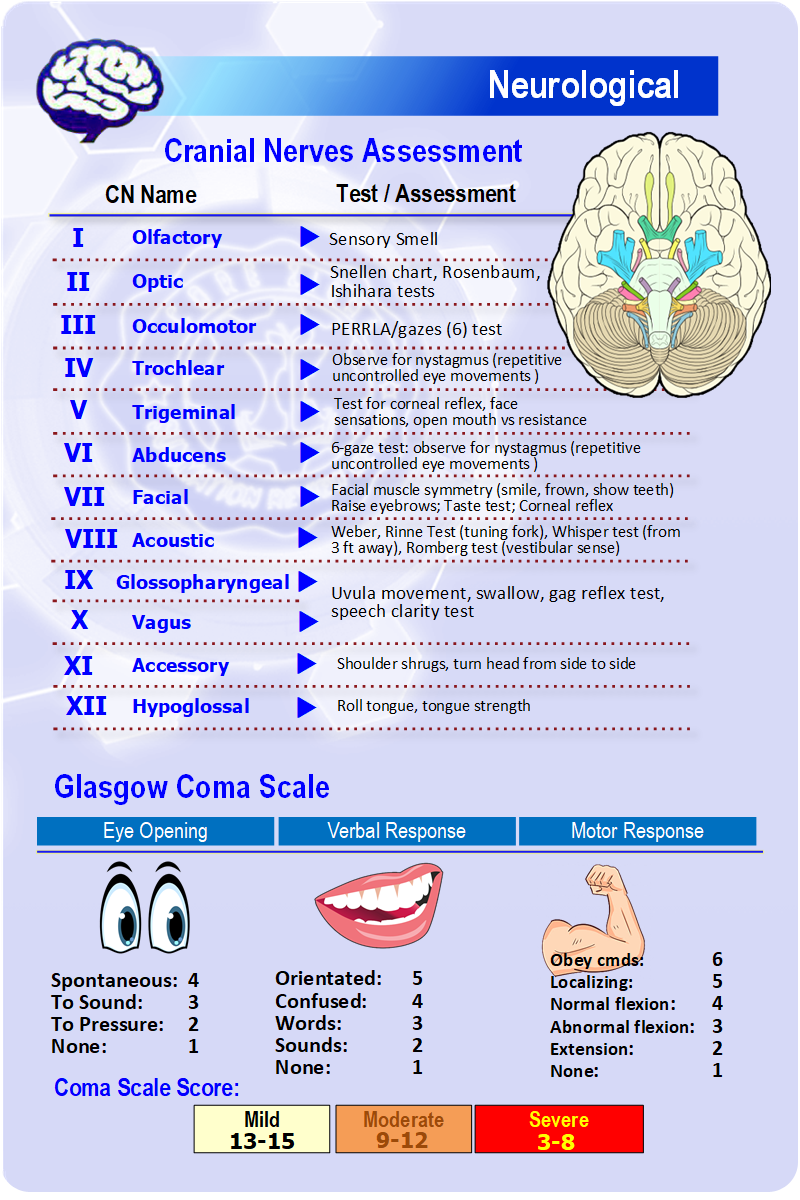 Neurological
Cranial Nerves Assessment
CN Name Test / Assessment
I Olfactory Sensory Smell
II Optic Snellen chart, Rosenbaum,
Ishihara tests
III Occulomotor PERRLA/gazes (6) test
IV Trochlear Observe for nystagmus (repetitive
uncontrolled eye movements )
V Trigeminal Test for corneal reflex, face
sensations, open mouth vs resistance
VI Abducens 6-gaze test: observe for nystagmus (repetitive
uncontrolled eye movements )
VII Facial Facial muscle symmetry (smile, frown, show teeth)
Raise eyebrows; Taste test; Corneal reflex
VIII Acoustic Weber, Rinne Test (tuning fork), Whisper test (from
3 ft away), Romberg test (vestibular sense)
IX Glossopharyngeal
Uvula movement, swallow, gag reflex test,
speech clarity test
X Vagus
XI Accessory Shoulder shrugs, turn head from side to side
XII Hypoglossal Roll tongue, tongue strength
Glasgow Coma Scale
Eye Opening Verbal Response Motor Response
Spontaneous: 4
To Sound: 3
To Pressure: 2
None: 1
Orientated: 5
Confused: 4
Words: 3
Sounds: 2
None: 1
Obey cmds: 6
Localizing: 5
Normal flexion: 4
Abnormal flexion: 3
Extension: 2
None: 1
Coma Scale Score:
Mild
13-15
Moderate
9-12
Severe
3-8